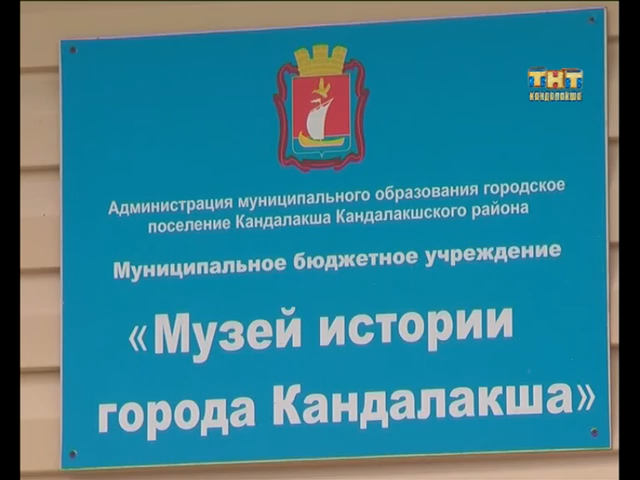 ТНТ
КАНДАЛАКША
Администрация муниципального образования городское
поселение Кандалакша Кандалакшского района
Муниципальное бюджетное учреждение
«Музей истории
города Кандалакша»